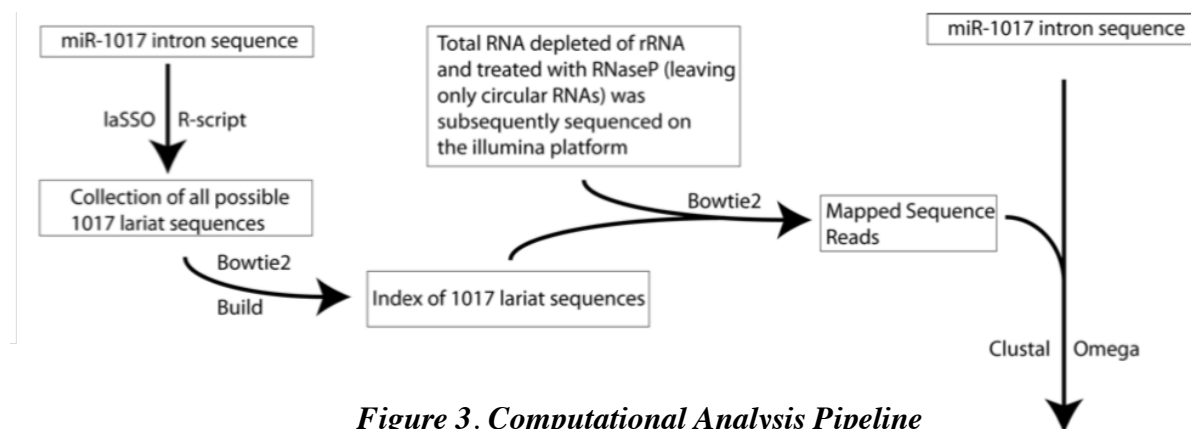 miR-1017 intron sequence
laSSO R-script
Collection of all possible
1017 lariat sequences
Bowtie2
Build
Index of 1017 lariat sequences
Total RNA depleted of rRNA
and treated with RNaseP (leaving
only circular RNAs) was
subsequently sequenced on
the illumina platform
Bowtie2
Mapped Sequence
Reads
miR-1017 intron sequence
Clustal Omega
Figure 3. Computational Analysis Pipeline